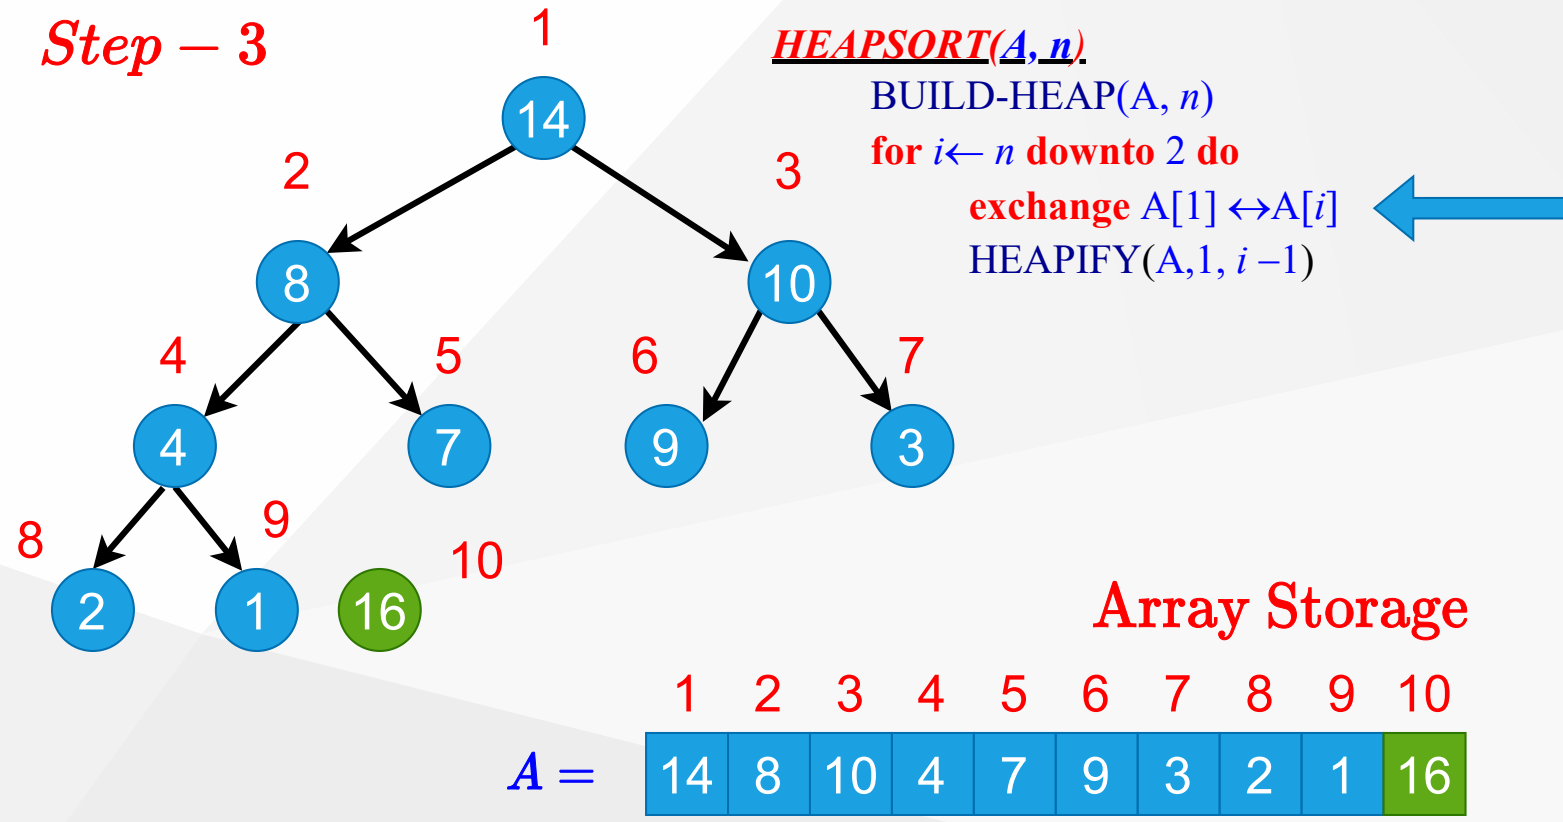 Step − 3
HEAPSORT(A, n)
BUILD-HEAP(A, n)
for i← n downto 2 do
exchange A[1] ↔A[i]
HEAPIFY(A,1, i −1)
1
14
2 3
8 10
4 5 6 7
4 7 9 3
8 9 10
2 1 16
Array Storage
1 2 3 4 5 6 7 8 9 10
A = 14 8 10 4 7 9 3 2 1 16